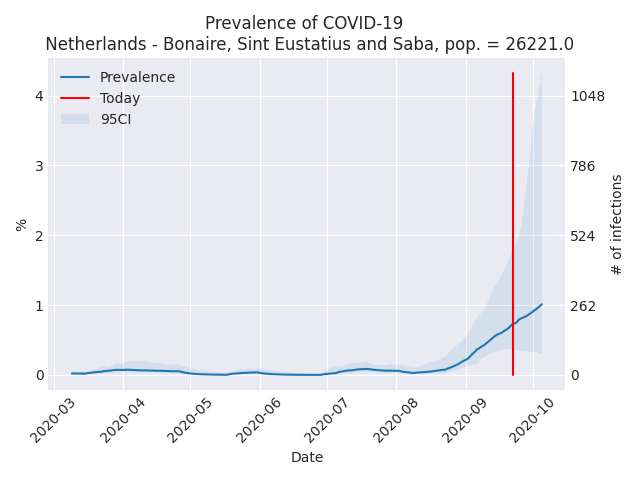 Prevalence of COVID-19
Netherlands - Bonaire, Sint Eustatius and Saba, pop. = 26221.0
Prevalence
Today
95CI
4
3
2
1
0
%
1048
786
524
262
0
# of infections
2020-03
2020-04
2020-05
2020-06
2020-07
2020-08
2020-09
2020-10
Date